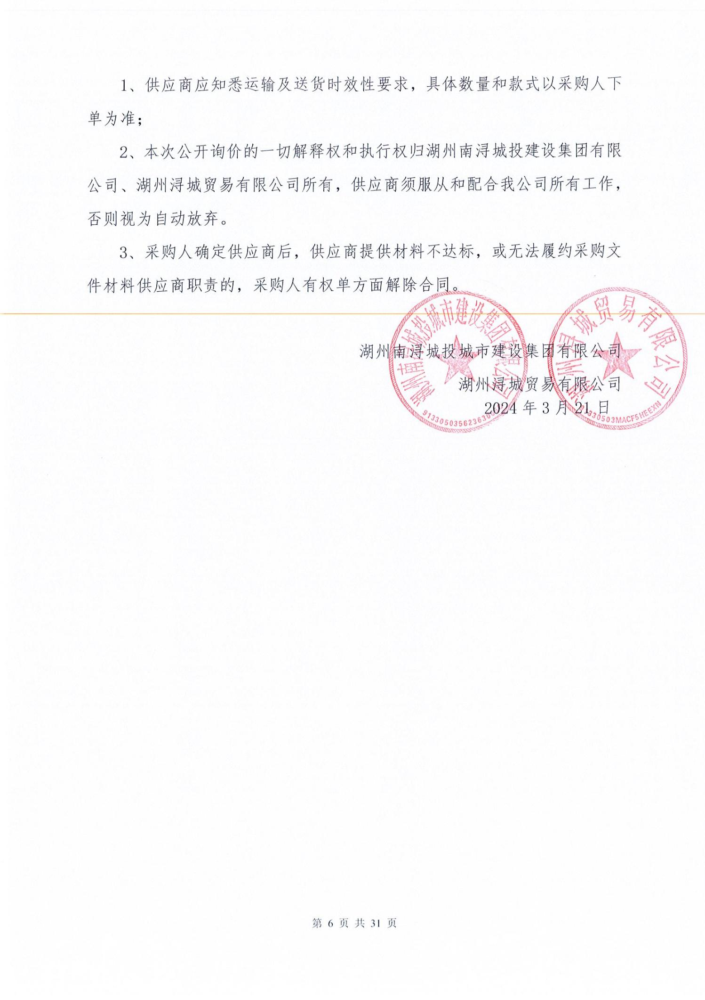 1、供应商应知悉运输及送货时效性要求，具体数量和款式以采购人下
单为准；
2、本次公开询价的一切解释权和执行权归湖州南浔城投建设集团有限
公司、湖州浔城贸易有限公司所有，供应商须服从和配合我公司所有工作，
否则视为自动放弃。
3、采购人确定供应商后，供应商提供材料不达标，或无法履约采购文
件材料供应商职责的，采购人有权单方面解除合同。
湖州南浔城投城市建设集团有限公司
湖州浔城贸易有限公司
2024 年 3 月 21 日
湖州南浔城投城市建设集团有限公司
湖州浔城贸易有限公司
91330503MACF5HEEXN
第 6 页 共 31 页